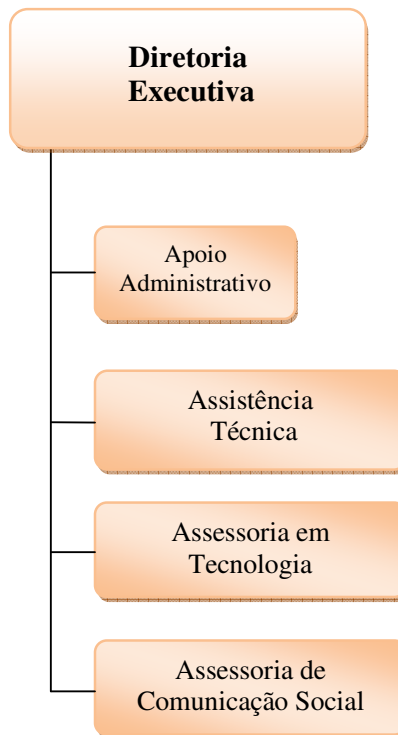 Diretoria
Executiva
Apoio
Administrativo
Assistência
Técnica
Assessoria em
Tecnologia
Assessoria de
Comunicação Social